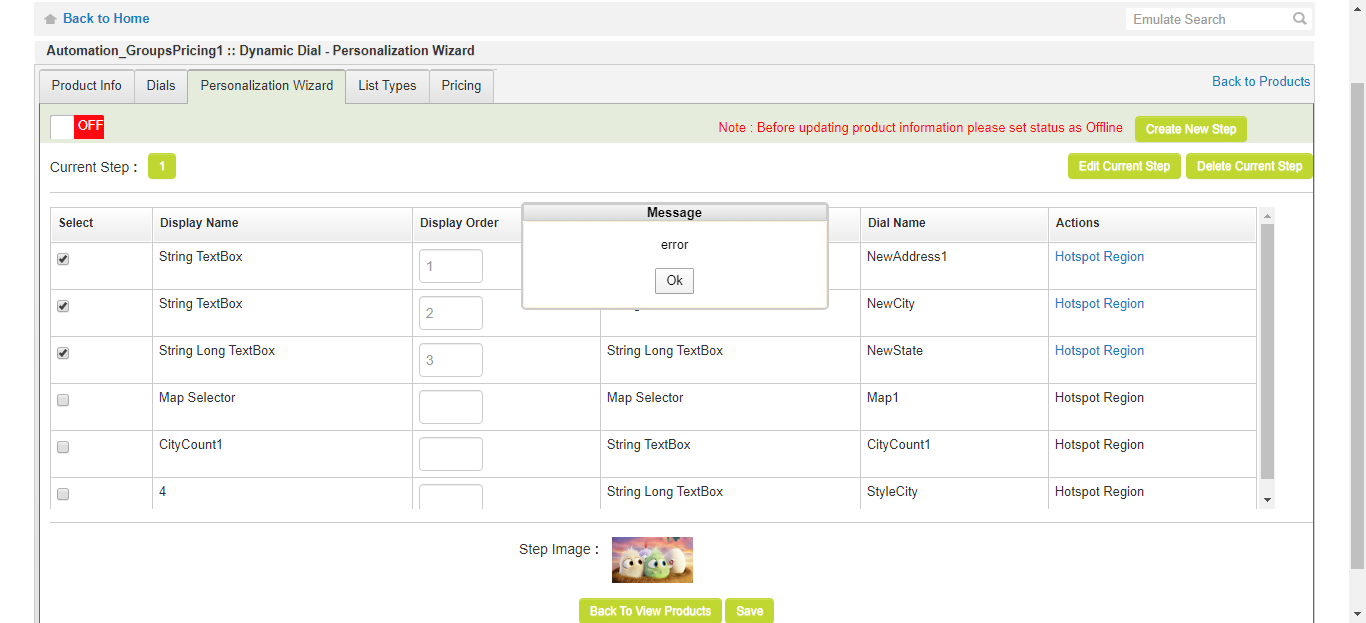 Back to Home
Emulate Search
Automation_GroupsPricing1 :: Dynamic Dial - Personalization Wizard
Product Info Dials Personalization Wizard List Types Pricing Back to Products
OFF Note : Before updating product information please set status as Offline Create New Step
Current Step : 1 Edit Current Step Delete Current Step
Select Display Name Display Order Dial Name Actions
Message
error
Ok
String TextBox 1 NewAddress1 Hotspot Region
String TextBox 2 NewCity Hotspot Region
String Long TextBox 3 String Long TextBox NewState Hotspot Region
Map Selector Map Selector Map1 Hotspot Region
CityCount1 String TextBox CityCount1 Hotspot Region
4 String Long TextBox StyleCity Hotspot Region
Step Image :
Back To View Products Save